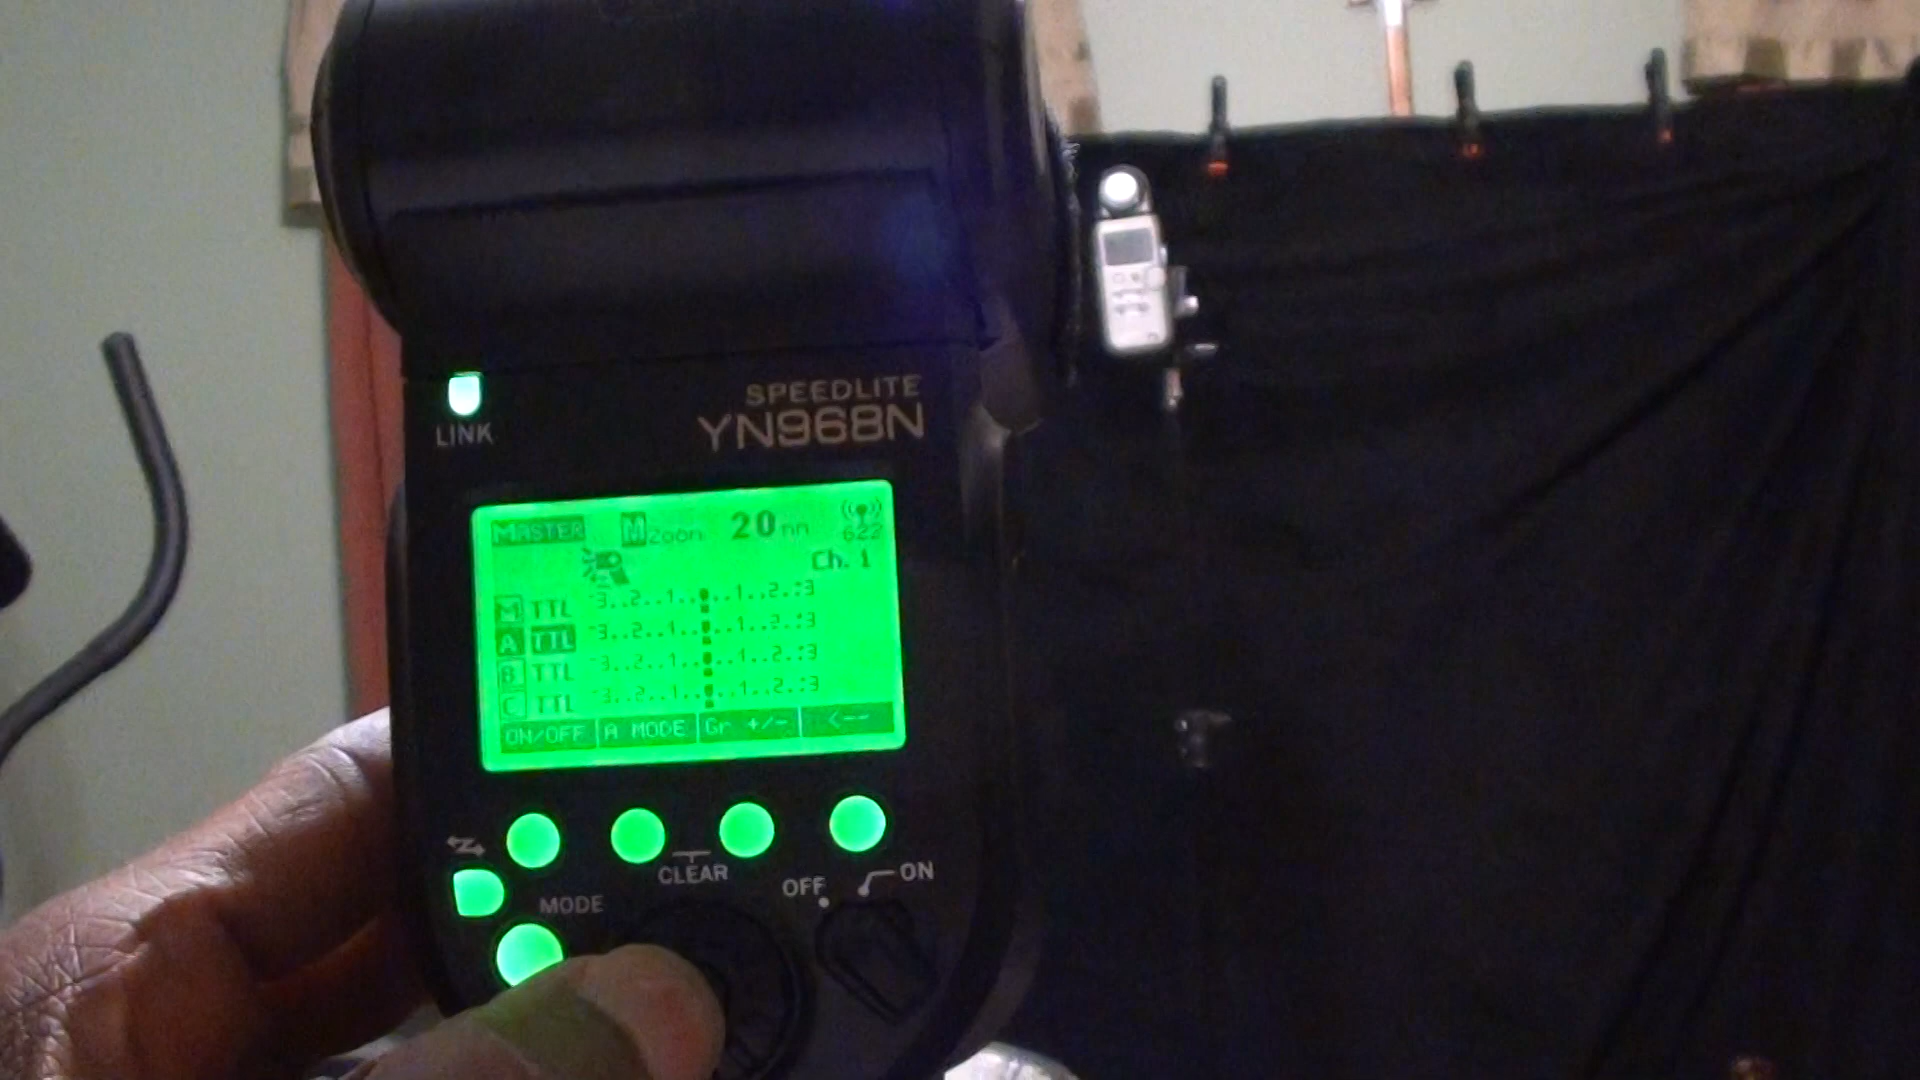 SPEEDLITE
YN968N
LINK
MASTER M Zoom 20 mm 622
Ch. 1
M TTL -3..2..1..0..1..2..:3
A TTL -3..2..1..0..1..2..:3
B TTL -3..2..1..0..1..2..:3
C TTL -3..2..1..0..1..2..:3
ON/OFF A MODE Gr +/- <--
CLEAR
OFF ON
MODE